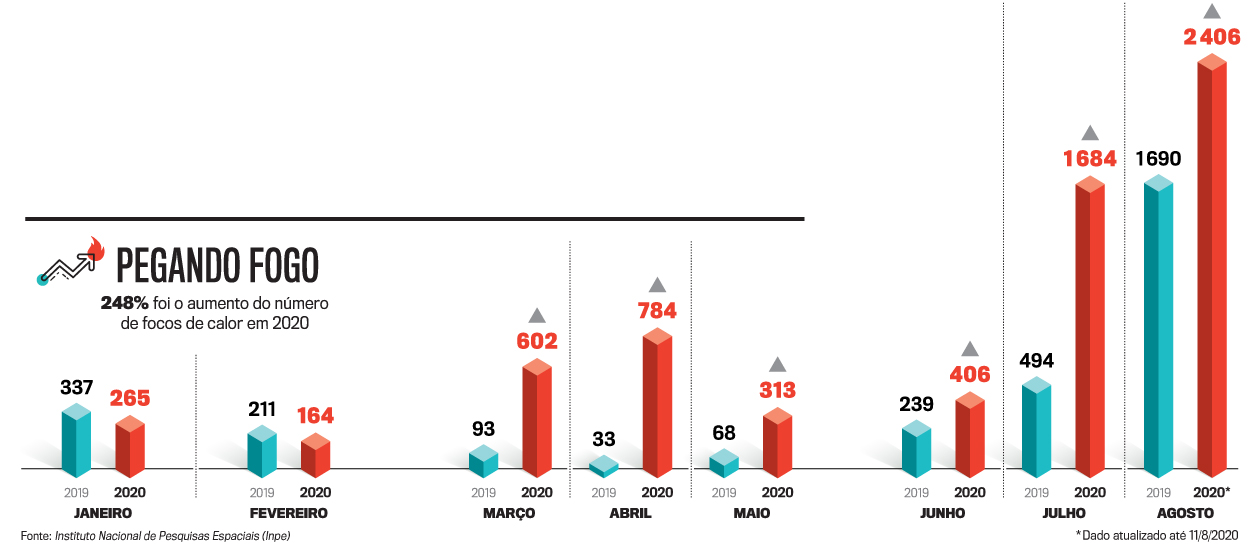 PEGANDO FOGO
248% foi o aumento do número
de focos de calor em 2020
337
265
2019
2020
JANEIRO
211
164
2019
2020
FEVEREIRO
93
602
2019
2020
MARÇO
33
784
2019
2020
ABRIL
68
313
2019
2020
MAIO
239
406
2019
2020
JUNHO
494
1684
2019
2020
JULHO
1690
2 406
2019
2020*
AGOSTO
Fonte: Instituto Nacional de Pesquisas Espaciais (Inpe)
*Dado atualizado até 11/8/2020